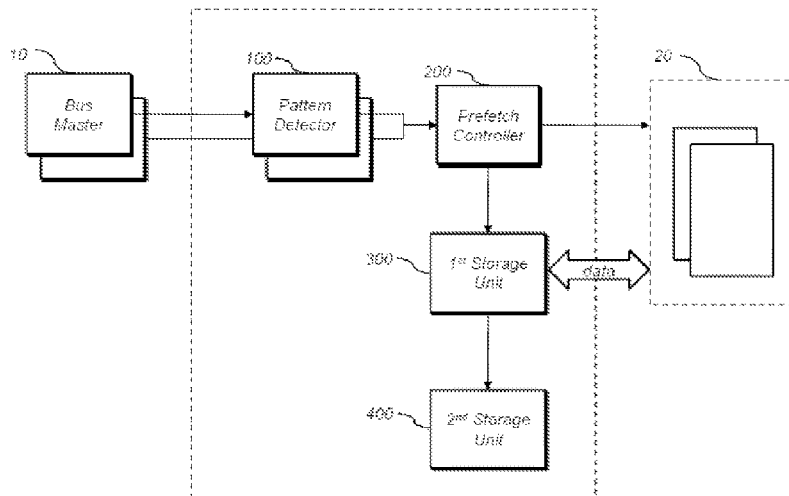 10
100
200
20
Bus
Master
Pattern
Detector
Prefetch
Controller
300
1st Storage
Unit
data
400
2nd Storage
Unit